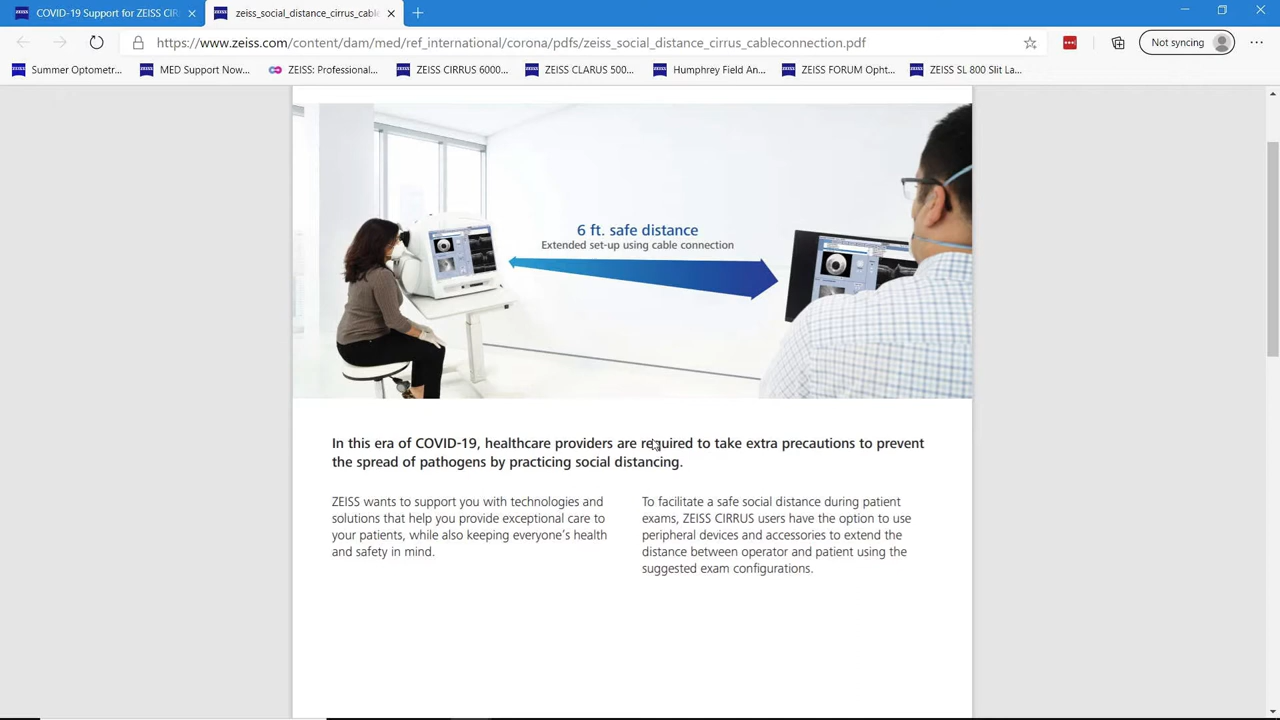 COVID-19 Support for ZEISS CIR
zeiss_social_distance_cirrus_cable
https://www.zeiss.com/content/dam/med/ref_international/corona/pdfs/zeiss_social_distance_cirrus_cableconnection.pdf
Not syncing
Summer Optometr...
MED Support Now...
ZEISS: Professional...
ZEISS CIRRUS 6000...
ZEISS CLARUS 500...
Humphrey Field An...
ZEISS FORUM Opht...
ZEISS SL 800 Slit La...
6 ft. safe distance
Extended set-up using cable connection
In this era of COVID-19, healthcare providers are required to take extra precautions to prevent
the spread of pathogens by practicing social distancing.
ZEISS wants to support you with technologies and
solutions that help you provide exceptional care to
your patients, while also keeping everyone's health
and safety in mind.
To facilitate a safe social distance during patient
exams, ZEISS CIRRUS users have the option to use
peripheral devices and accessories to extend the
distance between operator and patient using the
suggested exam configurations.